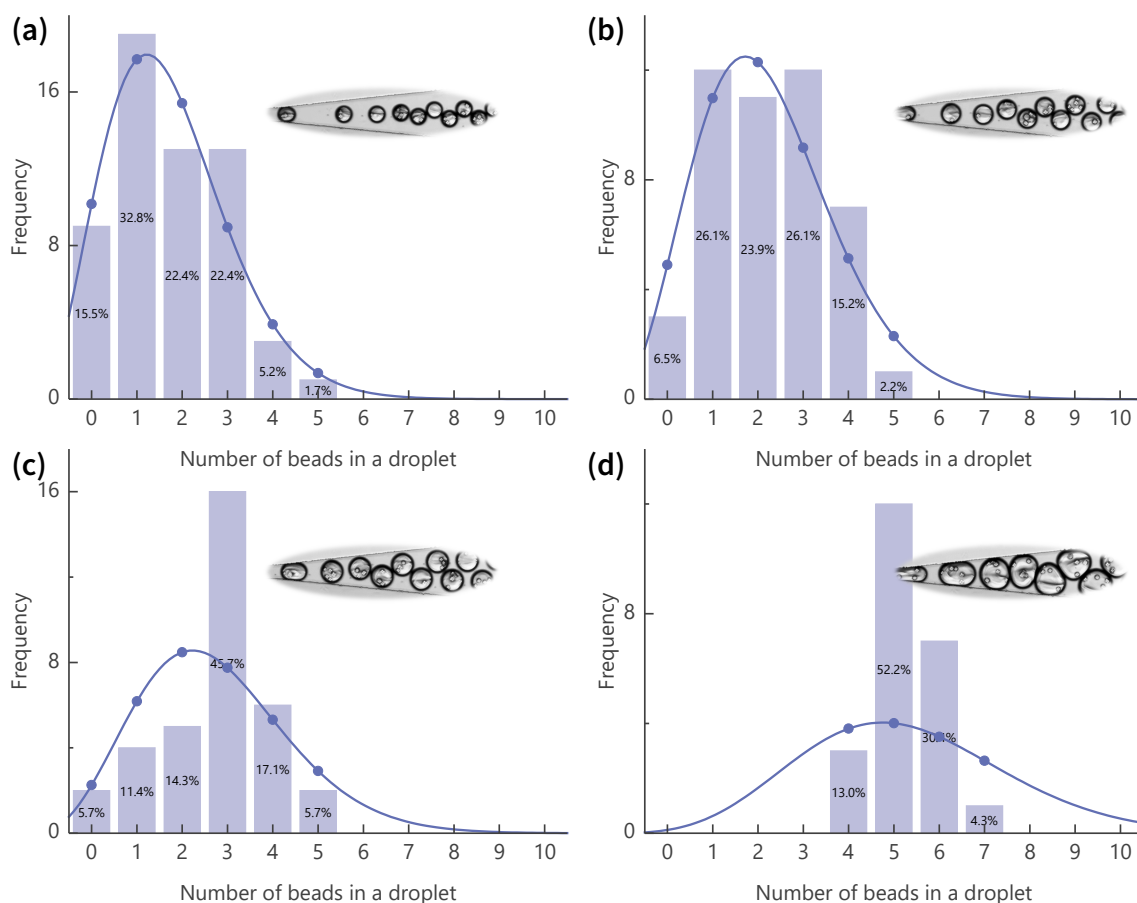 (a)
Frequency
16
8
0
15.5%
32.8%
22.4%
22.4%
5.2%
1.7%
0 1 2 3 4 5 6 7 8 9 10
Number of beads in a droplet
(b)
Frequency
8
0
6.5%
26.1%
23.9%
26.1%
15.2%
2.2%
0 1 2 3 4 5 6 7 8 9 10
Number of beads in a droplet
(c)
Frequency
16
8
0
5.7%
11.4%
14.3%
45.7%
17.1%
5.7%
0 1 2 3 4 5 6 7 8 9 10
Number of beads in a droplet
(d)
Frequency
8
0
13.0%
52.2%
30.4%
4.3%
0 1 2 3 4 5 6 7 8 9 10
Number of beads in a droplet